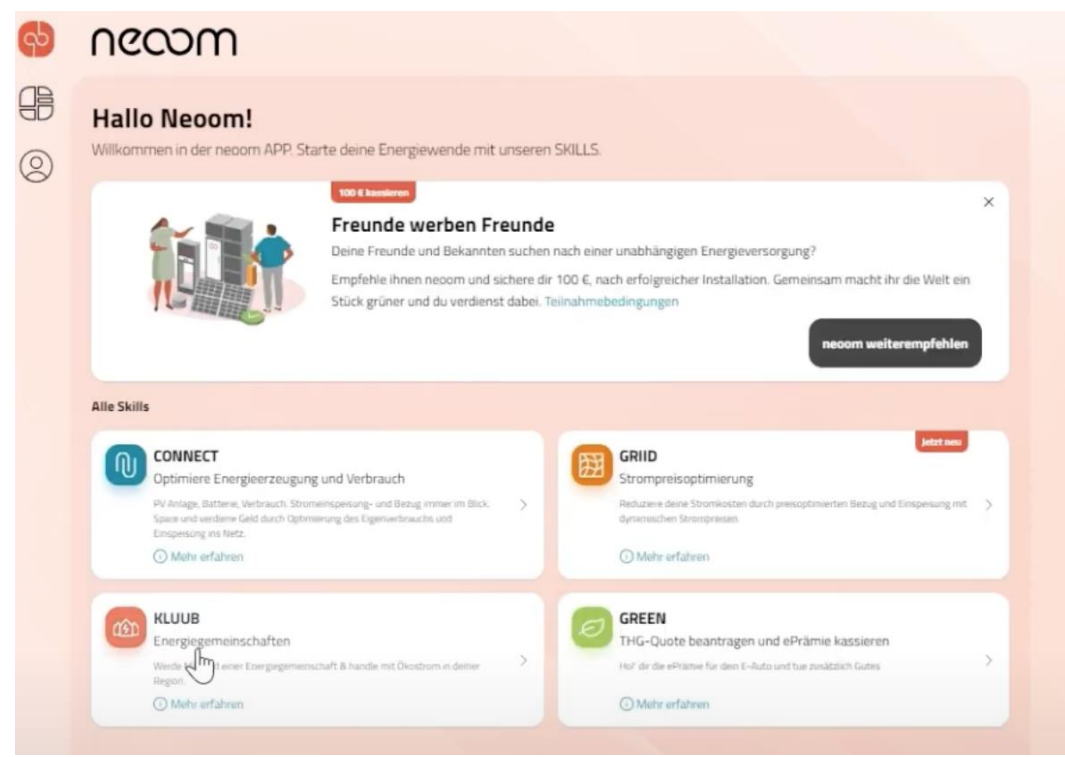 neoom
Hallo Neoom!
Willkommen in der neoom APP. Starte deine Energiewende mit unseren SKILLS.
100 € kassieren
Freunde werben Freunde
Deine Freunde und Bekannten suchen nach einer unabhängigen Energieversorgung?
Empfehle ihnen neoom und sichere dir 100 €, nach erfolgreicher Installation. Gemeinsam macht ihr die Welt ein
Stück grüner und du verdienst dabei. Teilnahmebedingungen
neoom weiterempfehlen
Alle Skills
CONNECT
Optimiere Energieerzeugung und Verbrauch
PV Anlage, Batterie, Verbrauch. Stromeinspeisung- und Bezug immer im Blick.
Spare und verdiene Geld durch Optimierung des Eigenverbrauchs und
Einspeisung ins Netz.
Mehr erfahren
Jetzt neu
GRIID
Strompreisoptimierung
Reduziere deine Stromkosten durch preisoptimierten Bezug und Einspeisung mit
dynamischen Strompreisen.
Mehr erfahren
KLUUB
Energiegemeinschaften
Werde einer Energiegemeinschaft & handle mit Ökostrom in deiner
Region.
Mehr erfahren
GREEN
THG-Quote beantragen und ePrämie kassieren
Hol' dir die ePrämie für dein E-Auto und tue zusätzlich Gutes
Mehr erfahren